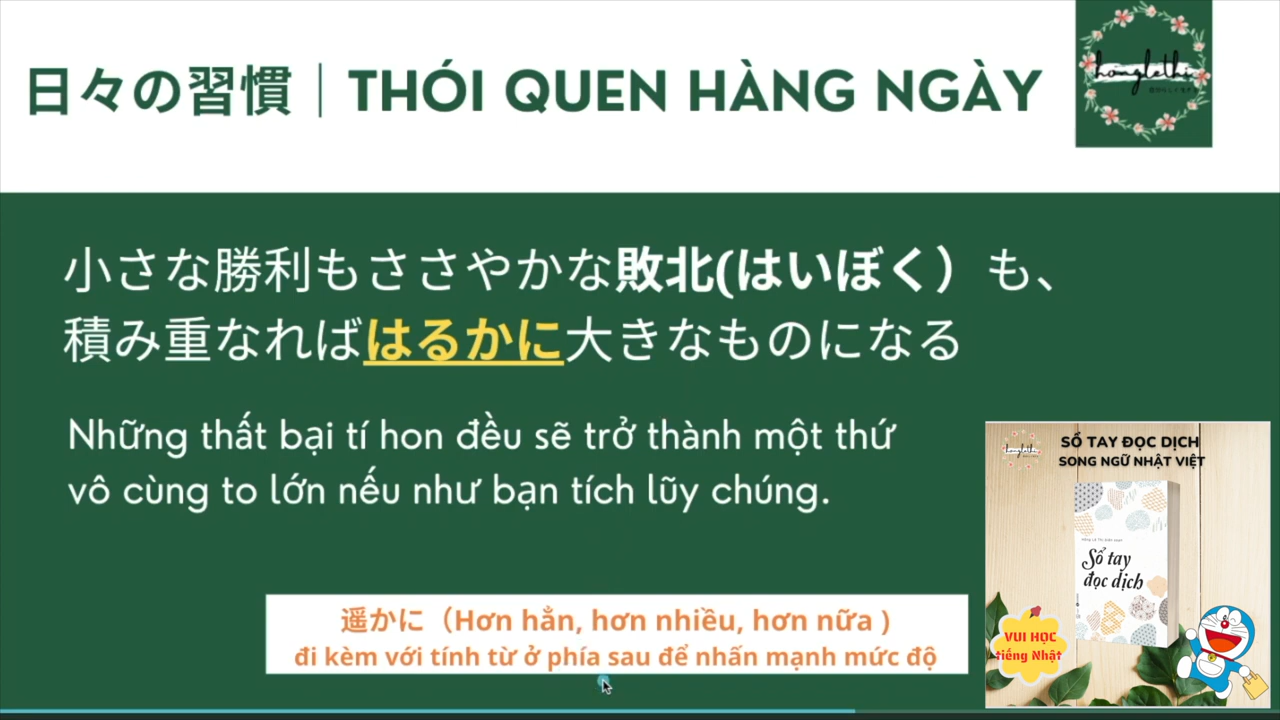 日々の習慣｜THÓI QUEN HÀNG NGÀY
honglethi
小さな勝利もささやかな敗北(はいぼく）も、
積み重なればはるかに大きなものになる
Những thất bại tí hon đều sẽ trở thành một thứ
vô cùng to lớn nếu như bạn tích lũy chúng.
遥かに（Hơn hẳn, hơn nhiều, hơn nữa )
đi kèm với tính từ ở phía sau để nhấn mạnh mức độ
honglethi
SỔ TAY ĐỌC DỊCH
SONG NGỮ NHẬT VIỆT
Sổ tay
đọc dịch
VUI HỌC
tiếng Nhật